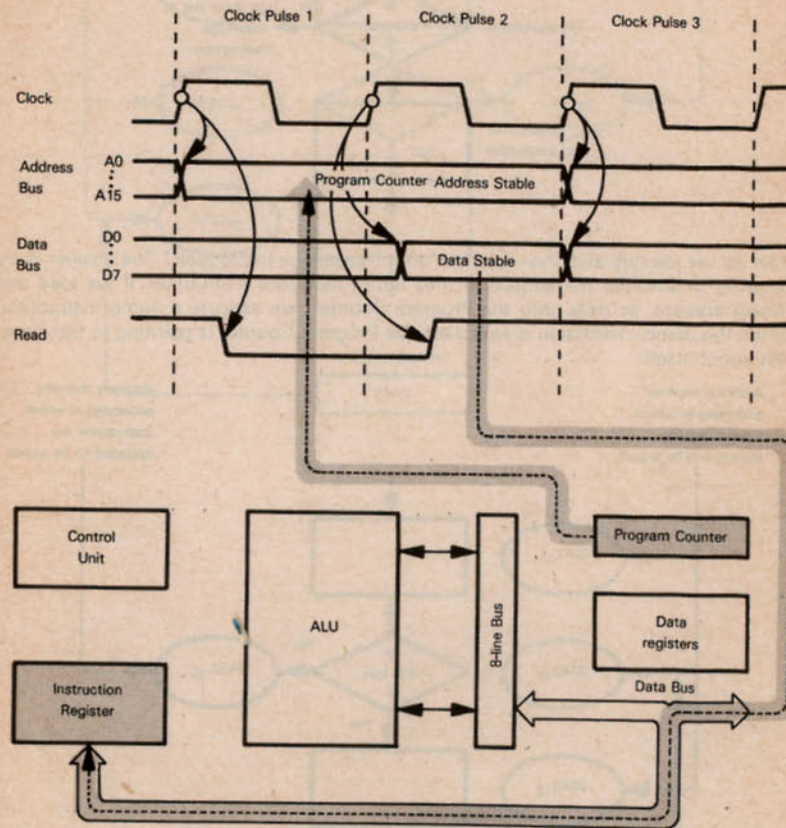 Clock Pulse 1
Clock Pulse 2
Clock Pulse 3
Clock
Address
Bus
A0
A15
Program Counter Address Stable
Data
Bus
D0
D7
Data Stable
Read
Control
Unit
ALU
8-line Bus
Program Counter
Data
registers
Data Bus
Instruction
Register